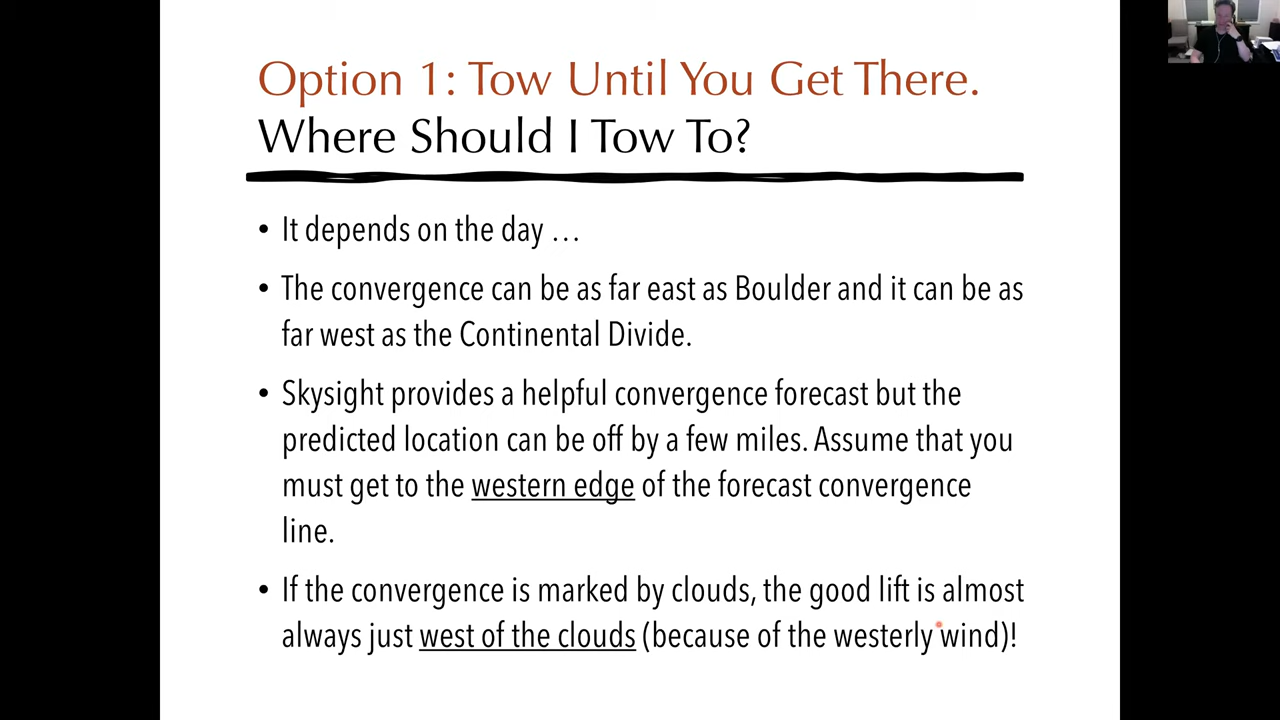 Option 1: Tow Until You Get There.
Where Should I Tow To?
• It depends on the day …
• The convergence can be as far east as Boulder and it can be as
far west as the Continental Divide.
• Skysight provides a helpful convergence forecast but the
predicted location can be off by a few miles. Assume that you
must get to the western edge of the forecast convergence
line.
• If the convergence is marked by clouds, the good lift is almost
always just west of the clouds (because of the westerly wind)!